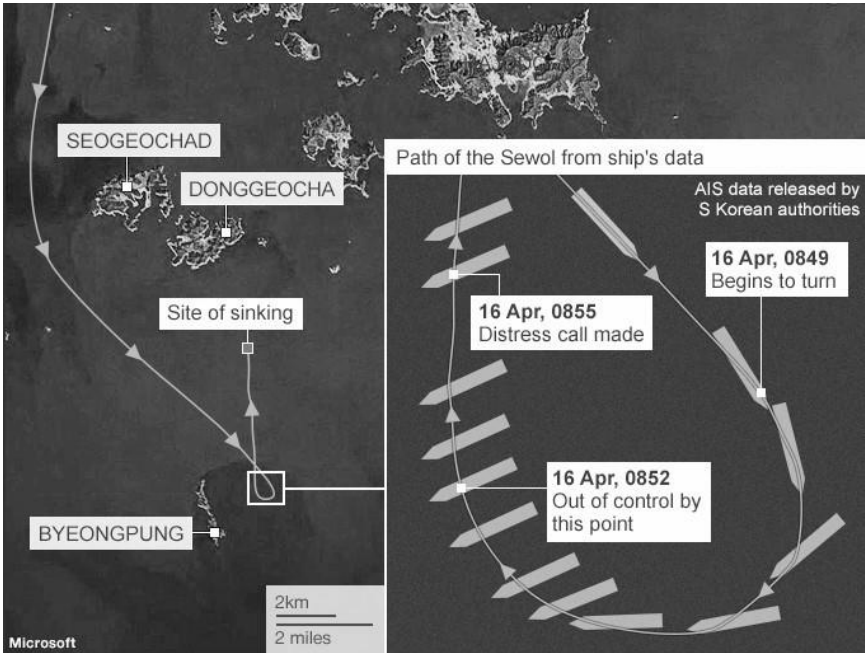 SEOGEOCHAD
DONGGEOCHA
Site of sinking
BYEONGPUNG
2km
2 miles
Microsoft
Path of the Sewol from ship's data
AIS data released by
S Korean authorities
16 Apr, 0849
Begins to turn
16 Apr, 0855
Distress call made
16 Apr, 0852
Out of control by
this point